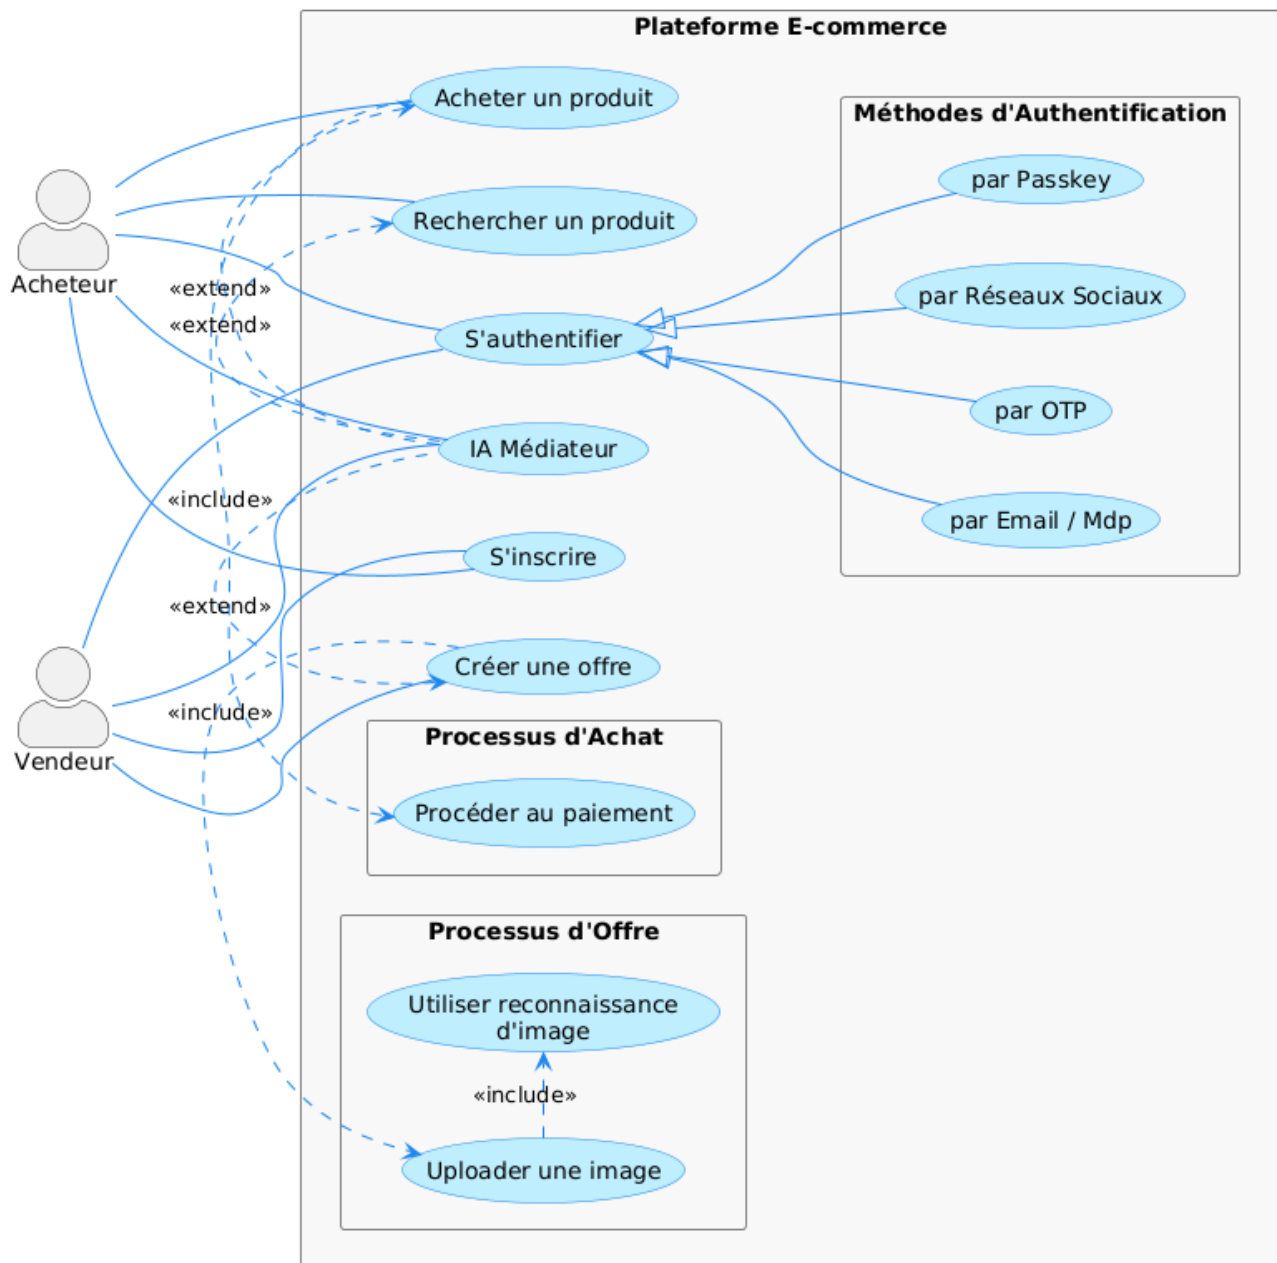 Plateforme E-commerce
Acheter un produit
Méthodes d'Authentification
par Passkey
Rechercher un produit
Acheteur
«extend»
par Réseaux Sociaux
«extend»
S'authentifier
par OTP
IA Médiateur
«include»
par Email / Mdp
S'inscrire
«extend»
Créer une offre
«include»
Vendeur
Processus d'Achat
Procéder au paiement
Processus d'Offre
Utiliser reconnaissance
d'image
«include»
Uploader une image